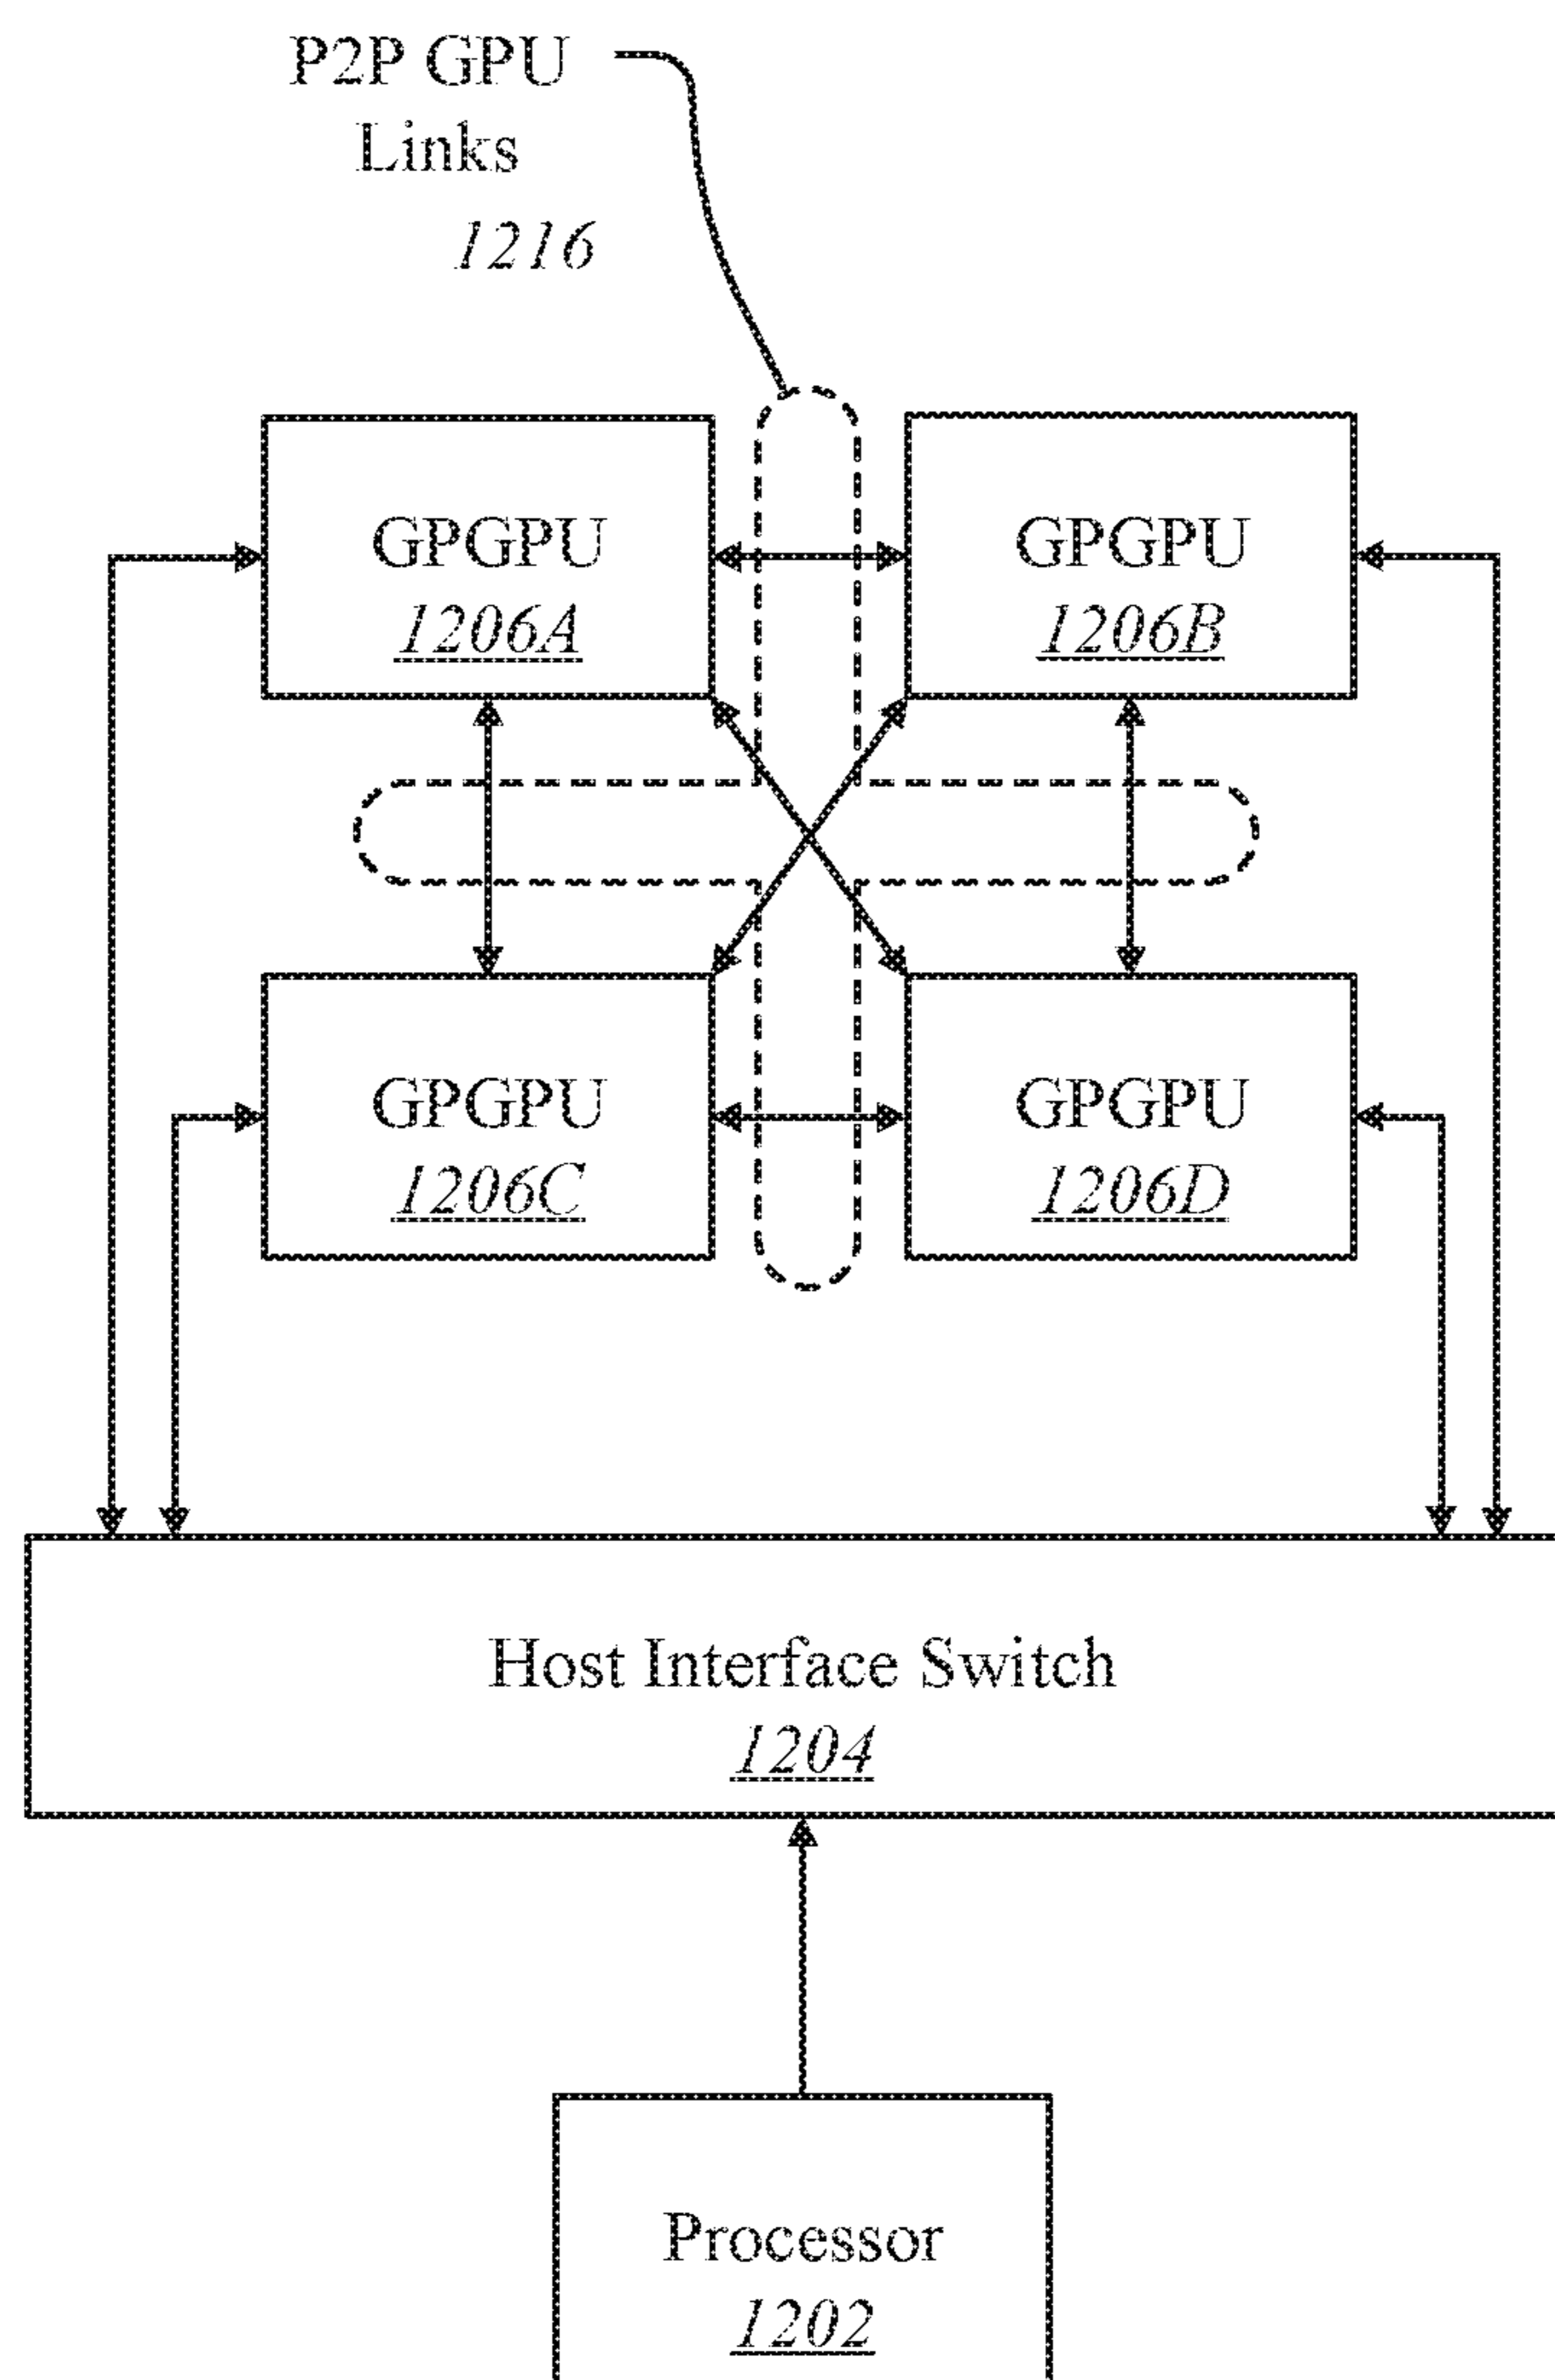 P2P GPU
Links
1216
GPGPU
1206A
GPGPU
1206B
GPGPU
1206C
GPGPU
1206D
Host Interface Switch
1204
Processor
1202